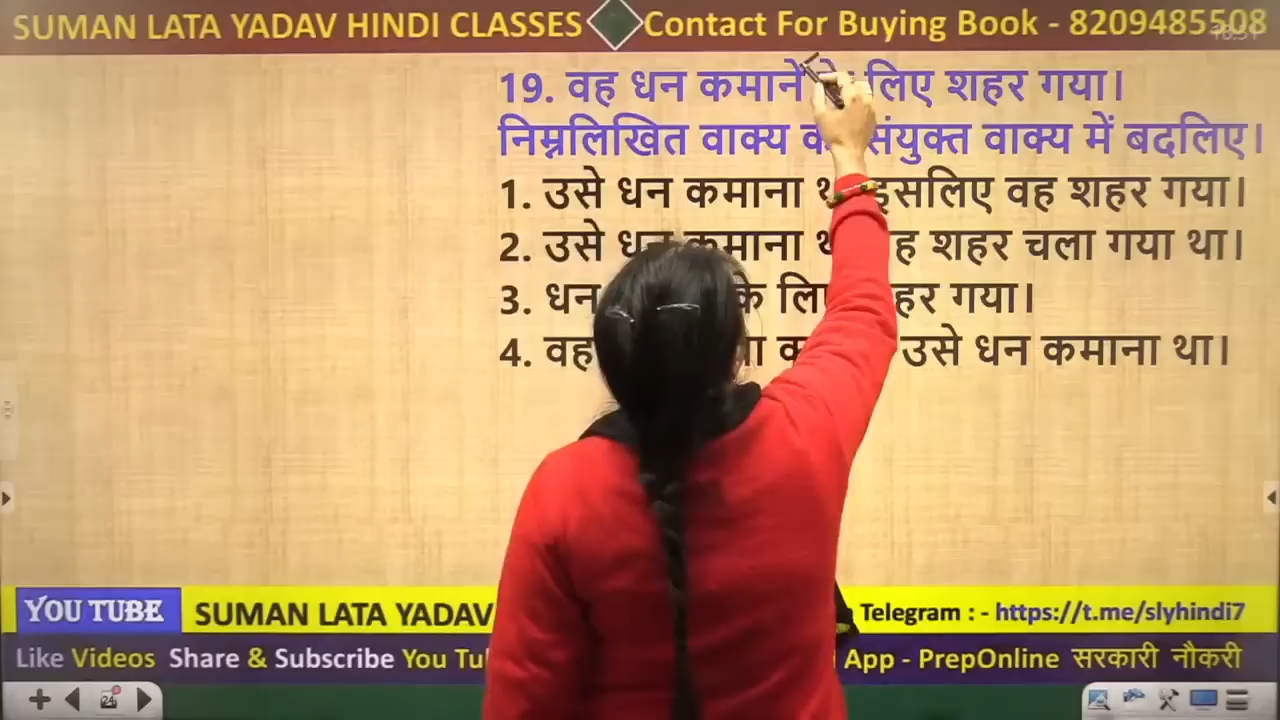 SUMAN LATA YADAV HINDI CLASSES Contact For Buying Book - 8209485508
19. वह धन कमानें लिए शहर गया।
निम्नलिखित वाक्य संयुक्त वाक्य में बदलिए।
1. उसे धन कमाना इसलिए वह शहर गया।
2. उसे कमाना शहर चला गया था।
3. धन के गया।
4. वह उसे धन कमाना था।
YOU TUBE SUMAN LATA YADAV Telegram : - https://t.me/slyhindi7
Like Videos Share & Subscribe You App - PrepOnline सरकारी नौकरी
24